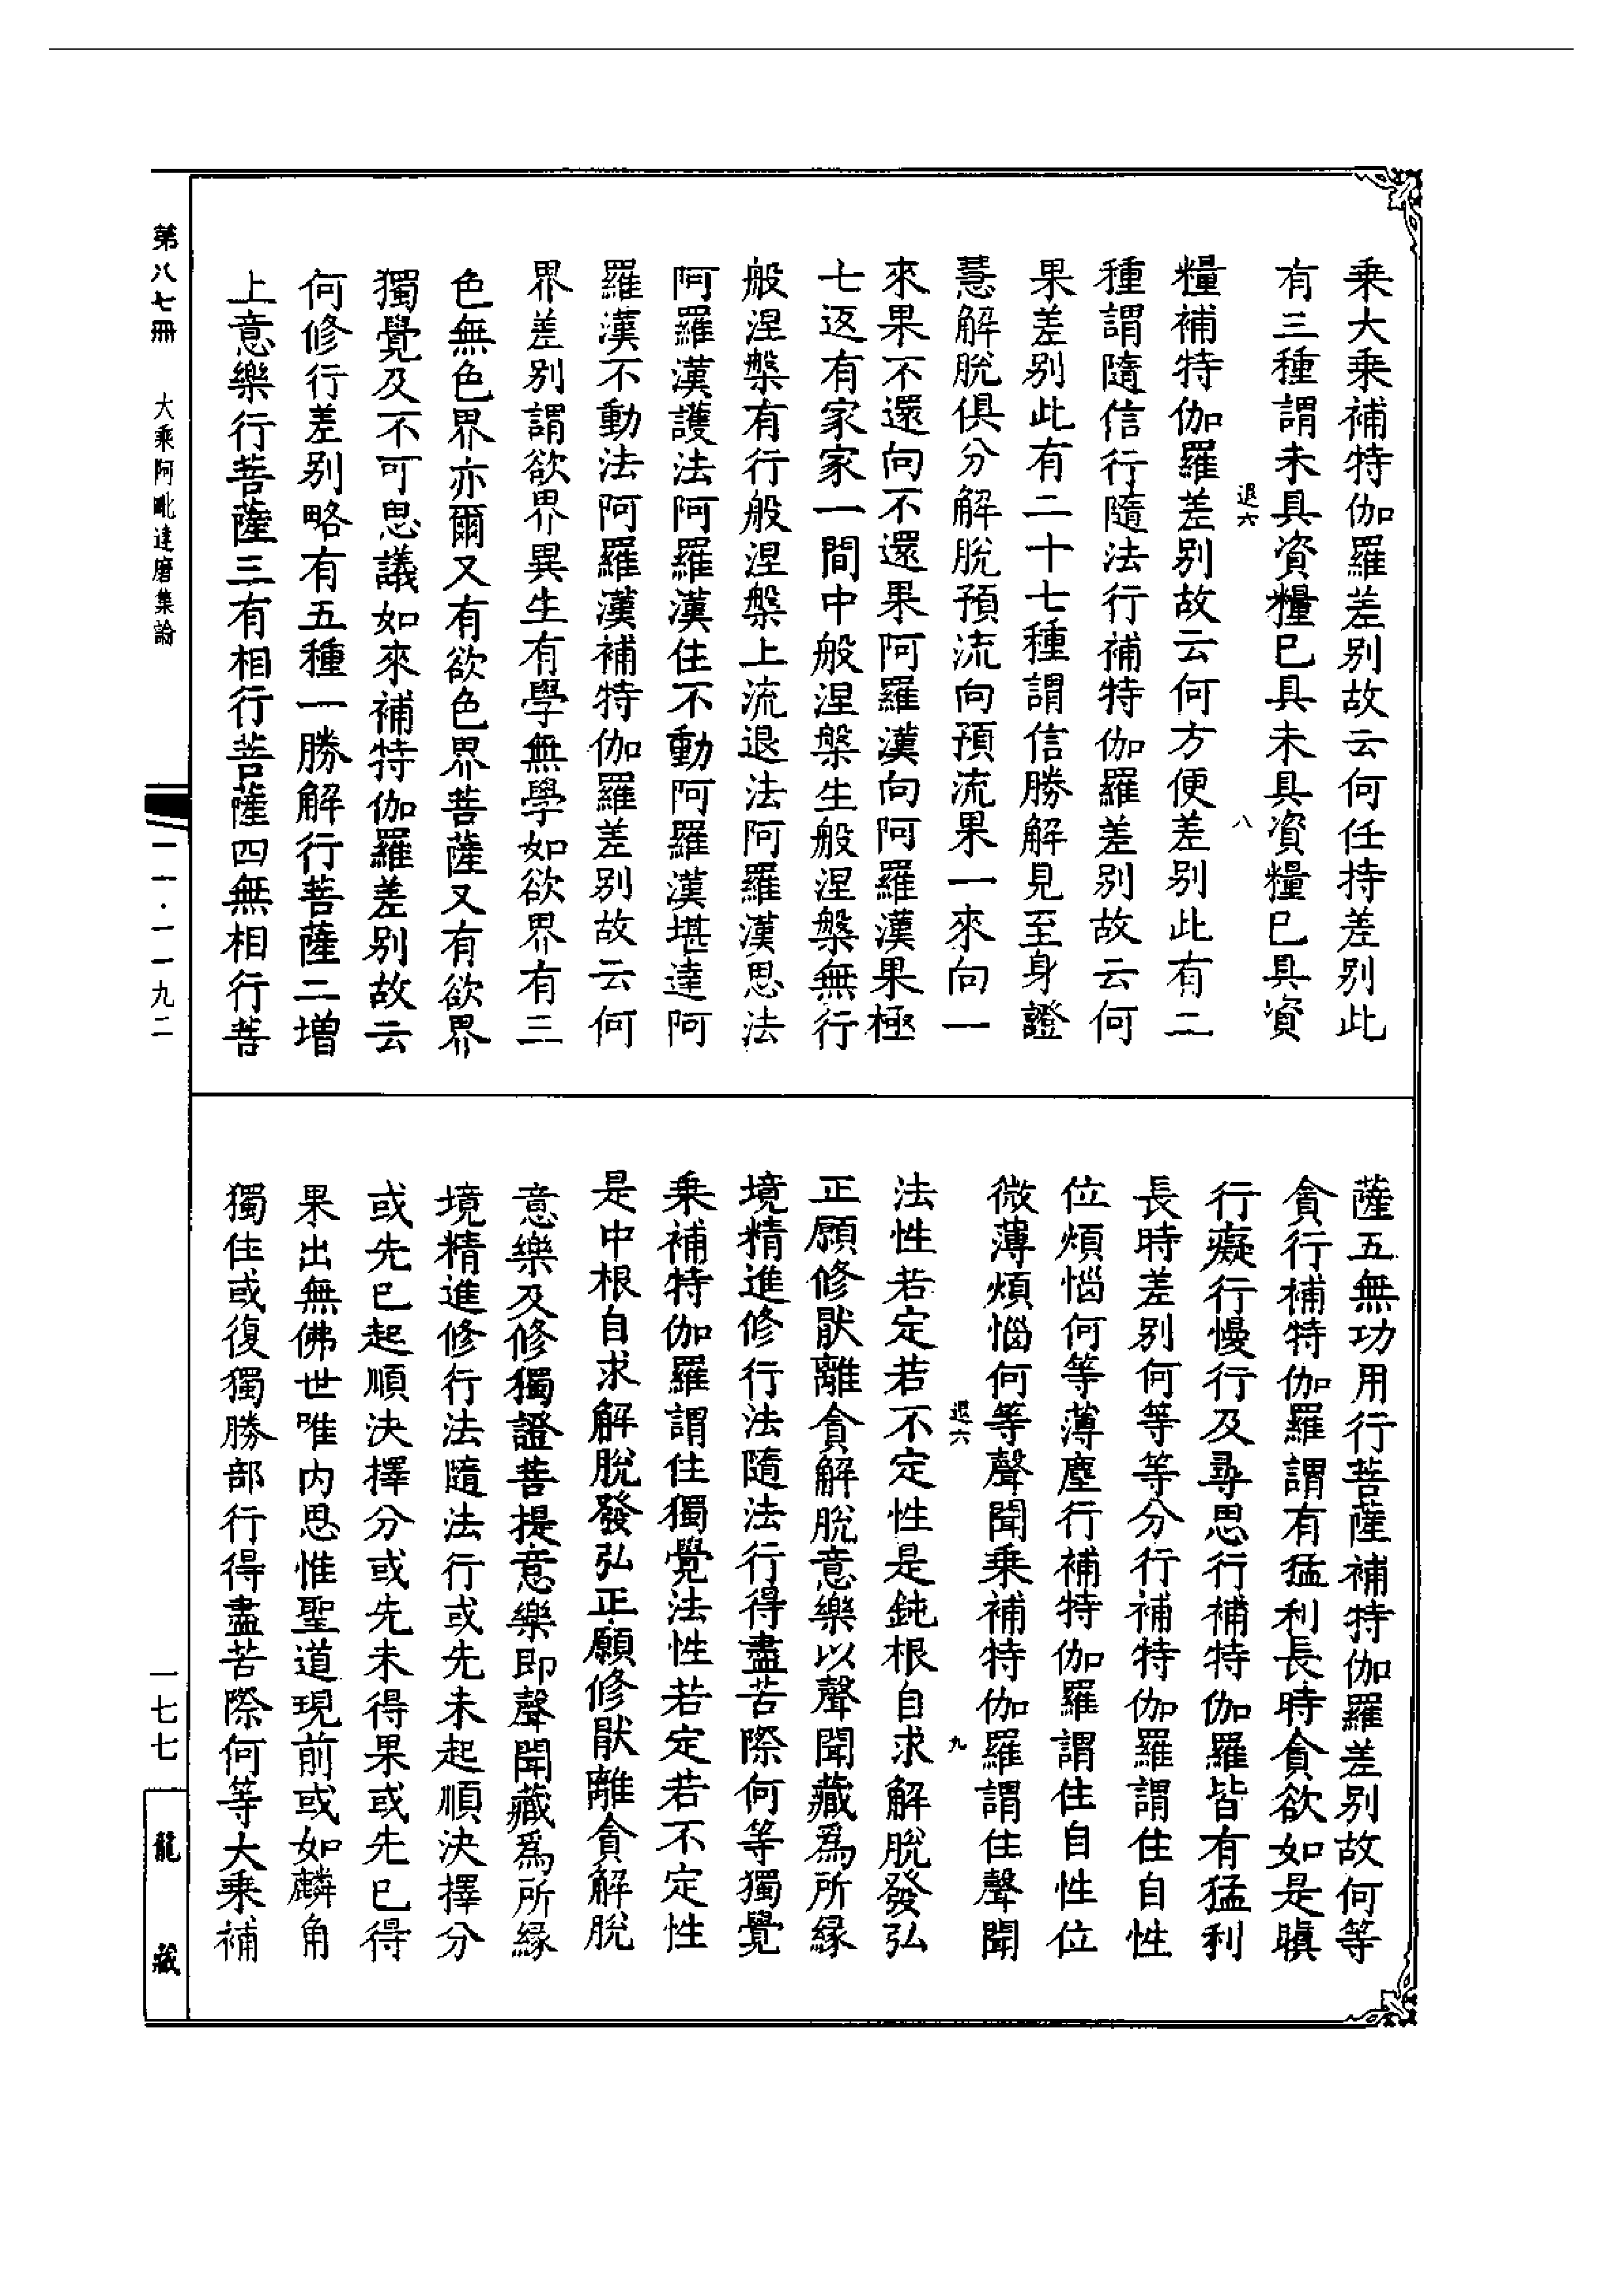 乘大乘補特伽羅差别故云何任持差别此
有三種謂未具資糧巳具未具資糧巳具資
退六
八
糧補特伽羅差别故云何方便差别此有二
種謂隨信行隨法行補特伽羅差别故云何
果差别此有二十七種謂信勝解見至身證
慧解脫俱分解脫預流向預流果一來向一
來果不還向不還果阿羅漢向阿羅漢果極
七返有家家一間中般涅槃生般涅槃無行
般涅槃有行般涅槃上流退法阿羅漢思法
阿羅漢護法阿羅漢住不動阿羅漢堪達阿
羅漢不動法阿羅漢補特伽羅差别故云何
界差别謂欲界異生有學無學如欲界有三
色無色界亦爾又有欲色界菩薩又有欲界
獨覺及不可思議如來補特伽羅差别故云
何修行差别略有五種一勝解行菩薩二增
上意樂行菩薩三有相行菩薩四無相行菩
薩五無功用行菩薩補特伽羅差别故何等
貪行補特伽羅謂有猛利長時貪欲如是瞋
行癡行慢行及尋思行補特伽羅皆有猛利
長時差别何等等分行補特伽羅謂住自性
位煩惱何等薄塵行補特伽羅謂住自性位
微薄煩惱何等聲聞乘補特伽羅謂住聲聞
退六
九
法性若定若不定性是鈍根自求解脫發弘
正願修猒離貪解脫意樂以聲聞藏爲所緣
境精進修行法隨法行得盡苦際何等獨覺
乘補特伽羅謂住獨覺法性若定若不定性
是中根自求解脫發弘正願修猒離貪解脫
意樂及修獨證菩提意樂即聲聞藏爲所緣
境精進修行法隨法行或先未起順決擇分
或先巳起順決擇分或先未得果或先巳得
果出無佛世唯内思惟聖道現前或如麟角
獨住或復獨勝部行得盡苦際何等大乘補
第八七冊
大乘阿毗達磨集論
一一一·一一九二
一七七
龍藏